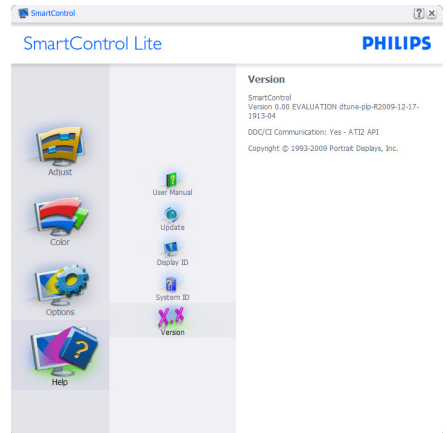 SmartControl
SmartControl Lite
PHILIPS
Adjust
Color
Options
Help
User Manual
Update
Display ID
System ID
X.X
Version
Version
SmartControl
Version 0.00 EVALUATION dtune-plp-R2009-12-17-
1913-04
DDC/CI Communication: Yes - ATI2 API
Copyright © 1993-2009 Portrait Displays, Inc.